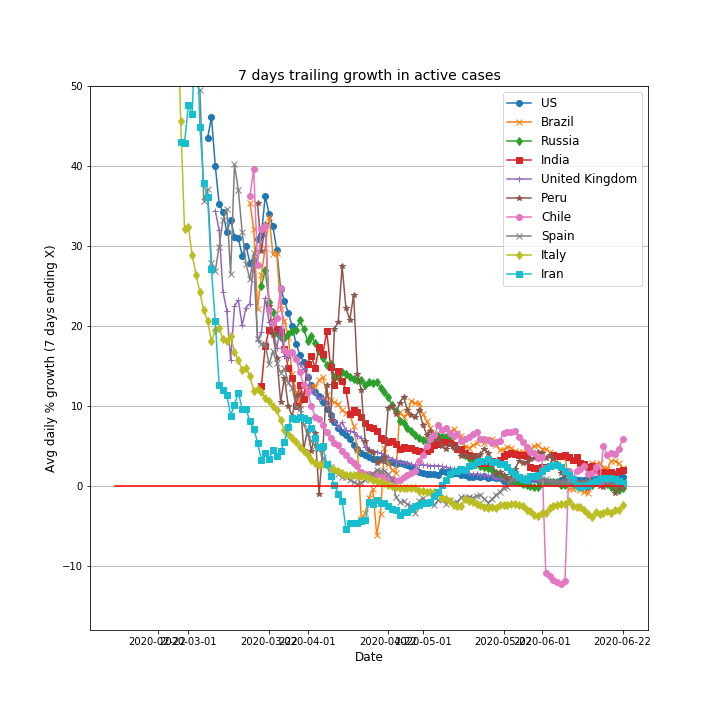 7 days trailing growth in active cases
Avg daily % growth (7 days ending X)
50
40
30
20
10
0
−10
US
Brazil
Russia
India
United Kingdom
Peru
Chile
Spain
Italy
Iran
2020-03-01
2020-04-01
2020-05-01
2020-06-01
2020-06-22
Date